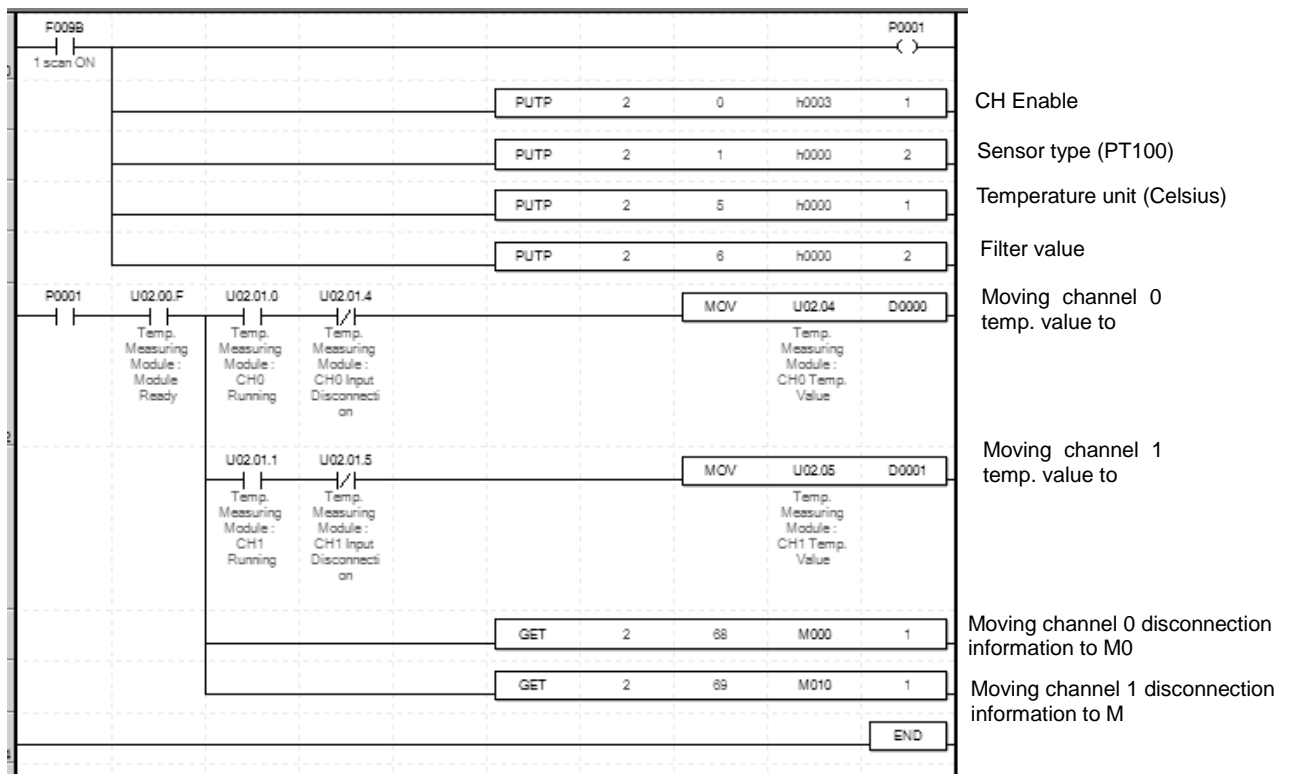 F009B P0001
1 scan ON
PUTP 2 0 h0003 1 CH Enable
PUTP 2 1 h0000 2 Sensor type (PT100)
PUTP 2 5 h0000 1 Temperature unit (Celsius)
PUTP 2 6 h0000 2 Filter value
P0001 U02.00.F U02.01.0 U02.01.4
MOV U02.04 D0000
Moving channel 0
temp. value to
Temp.
Measuring
Module :
Module
Ready
Temp.
Measuring
Module :
CH0
Running
Temp.
Measuring
Module :
CH0 Input
Disconnecti
on
Temp.
Measuring
Module :
CH0 Temp.
Value
U02.01.1 U02.01.5
MOV U02.05 D0001
Moving channel 1
temp. value to
Temp.
Measuring
Module :
CH1
Running
Temp.
Measuring
Module :
CH1 Input
Disconnecti
on
Temp.
Measuring
Module :
CH1 Temp.
Value
GET 2 68 M000 1
Moving channel 0 disconnection
information to M0
GET 2 69 M010 1
Moving channel 1 disconnection
information to M
END